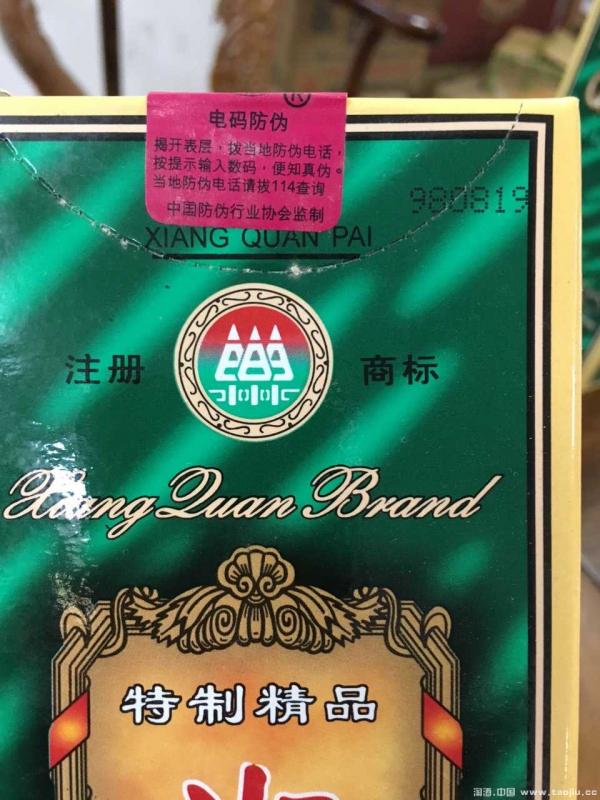 ®
电码防伪
揭开表层，拨当地防伪电话，
按提示输入数码，便知真伪。
当地防伪电话请拔114查询
中国防伪行业协会监制
980819
XIANG QUAN PAI
注册 商标
Xiang Quan Brand
特制精品
淘酒.中国 www.taojiu.cc